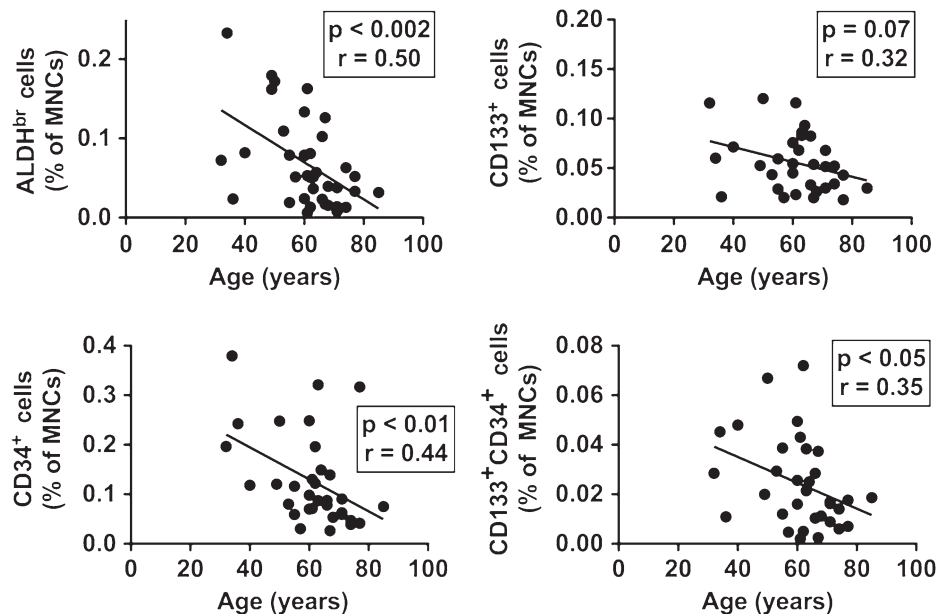 ALDHbr cells
(% of MNCs)
0.2
0.1
0.0
0 20 40 60 80 100
Age (years)
p < 0.002
r = 0.50
CD133+ cells
(% of MNCs)
0.20
0.15
0.10
0.05
0.00
0 20 40 60 80 100
Age (years)
p = 0.07
r = 0.32
CD34+ cells
(% of MNCs)
0.4
0.3
0.2
0.1
0.0
0 20 40 60 80 100
Age (years)
p < 0.01
r = 0.44
CD133+CD34+ cells
(% of MNCs)
0.08
0.06
0.04
0.02
0.00
0 20 40 60 80 100
Age (years)
p < 0.05
r = 0.35